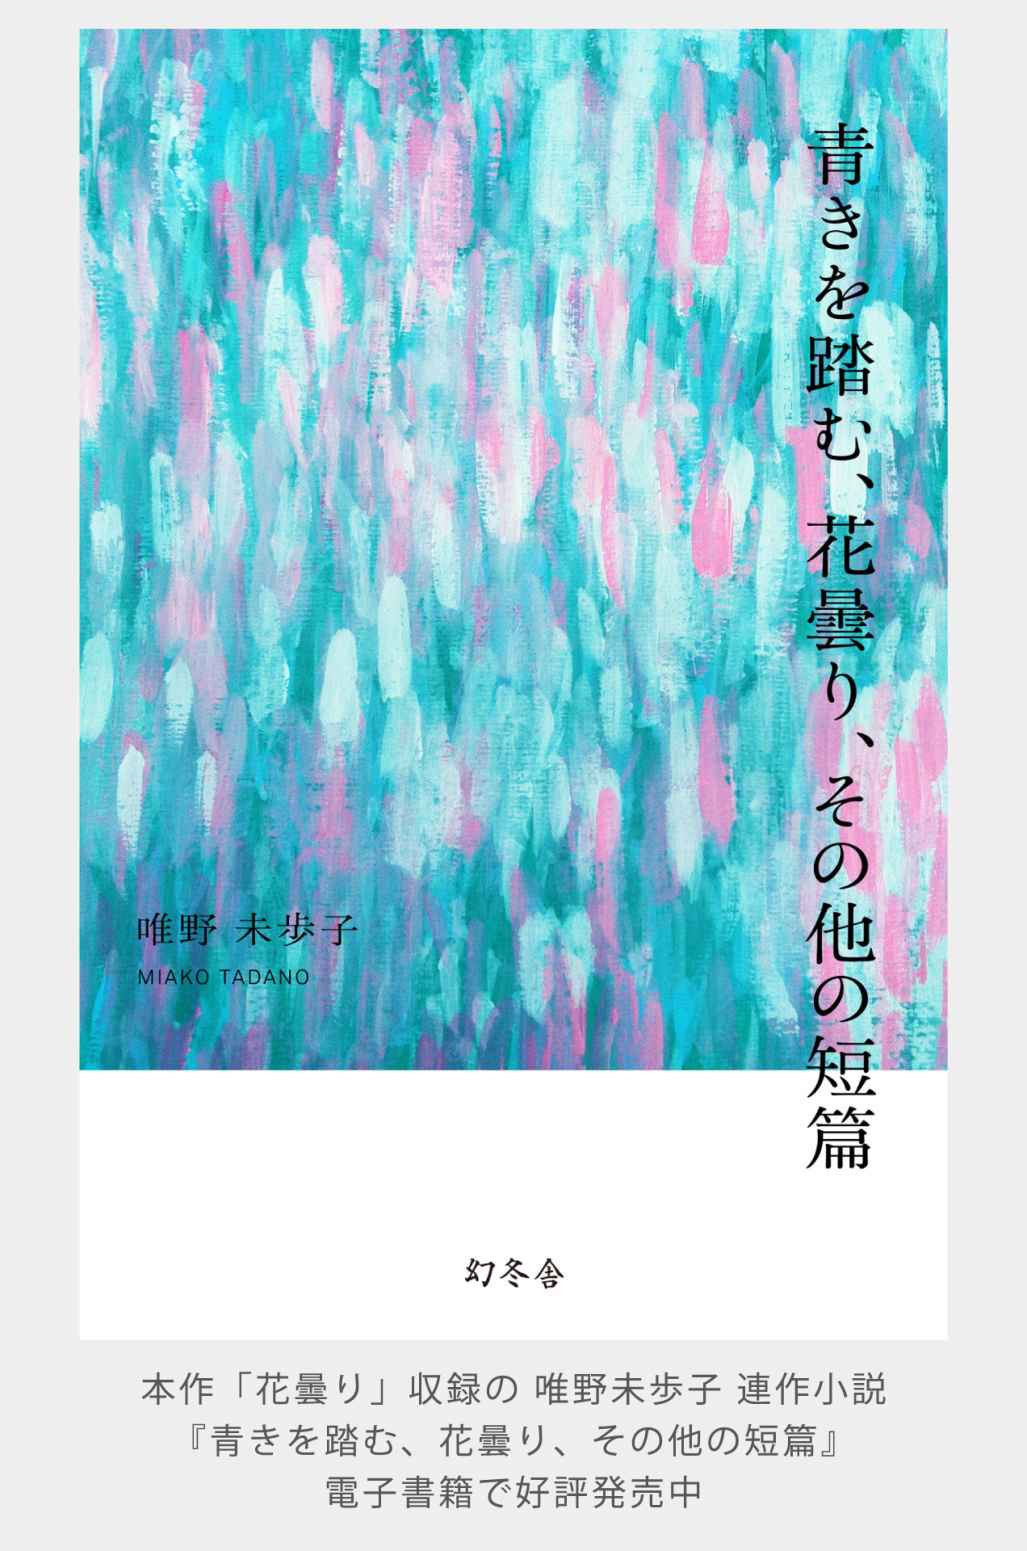 青きを踏む、花曇り、その他の短篇
唯野 未歩子
MIAKO TADANO
幻冬舎
本作「花曇り」収録の 唯野未歩子 連作小説
『青きを踏む、花曇り、その他の短篇』
電子書籍で好評発売中